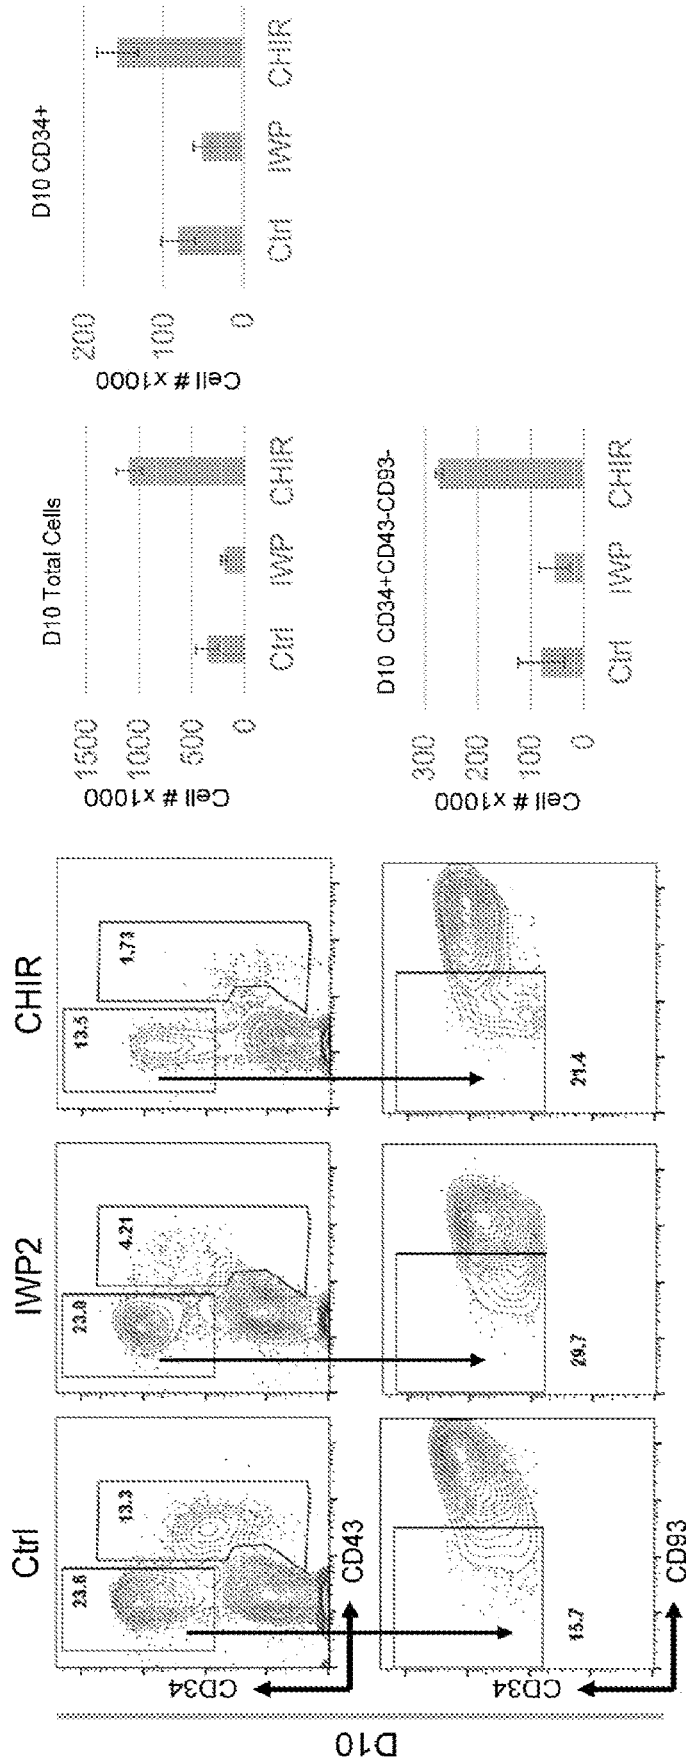 D10
Ctrl
IWP2
CHIR
23.8
13.3
23.0
4.21
13.5
1.73
CD34
CD43
15.7
29.7
21.4
CD34
CD93
D10 Total Cells
Cell # x1000
1500
1000
500
0
Ctrl IWP CHIR
D10 CD34+
Cell # x1000
200
100
0
Ctrl IWP CHIR
D10 CD34+CD43-CD93-
Cell # x1000
300
200
100
0
Ctrl IWP CHIR